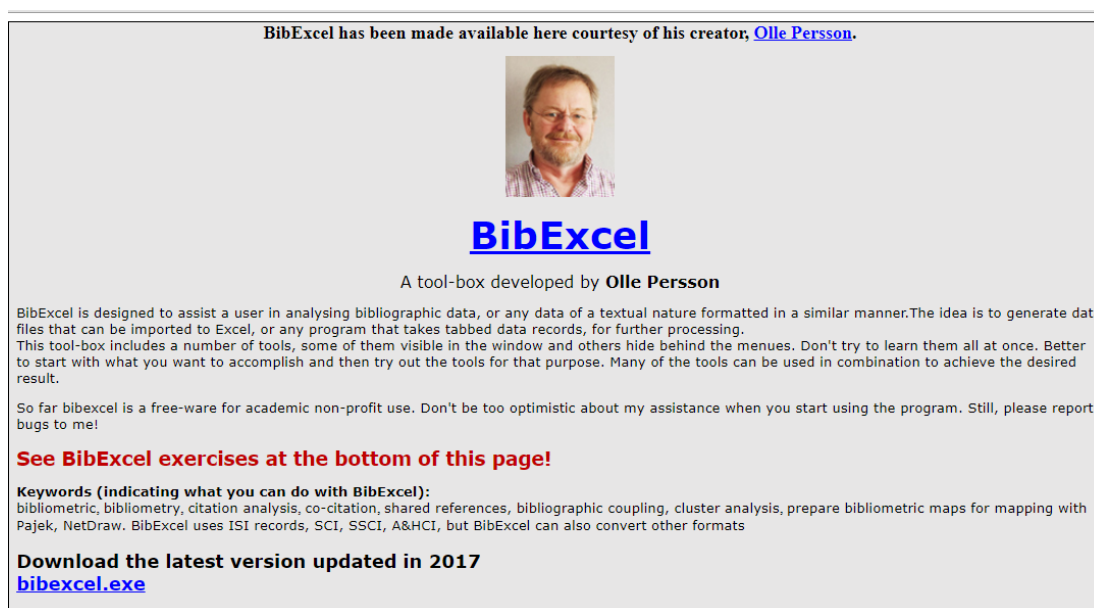 BibExcel has been made available here courtesy of his creator, Olle Persson.
BibExcel
A tool-box developed by Olle Persson
BibExcel is designed to assist a user in analysing bibliographic data, or any data of a textual nature formatted in a similar manner.The idea is to generate dat
files that can be imported to Excel, or any program that takes tabbed data records, for further processing.
This tool-box includes a number of tools, some of them visible in the window and others hide behind the menues. Don't try to learn them all at once. Better
to start with what you want to accomplish and then try out the tools for that purpose. Many of the tools can be used in combination to achieve the desired
result.
So far bibexcel is a free-ware for academic non-profit use. Don't be too optimistic about my assistance when you start using the program. Still, please report
bugs to me!
See BibExcel exercises at the bottom of this page!
Keywords (indicating what you can do with BibExcel):
bibliometric, bibliometry, citation analysis, co-citation, shared references, bibliographic coupling, cluster analysis, prepare bibliometric maps for mapping with
Pajek, NetDraw. BibExcel uses ISI records, SCI, SSCI, A&HCI, but BibExcel can also convert other formats
Download the latest version updated in 2017
bibexcel.exe